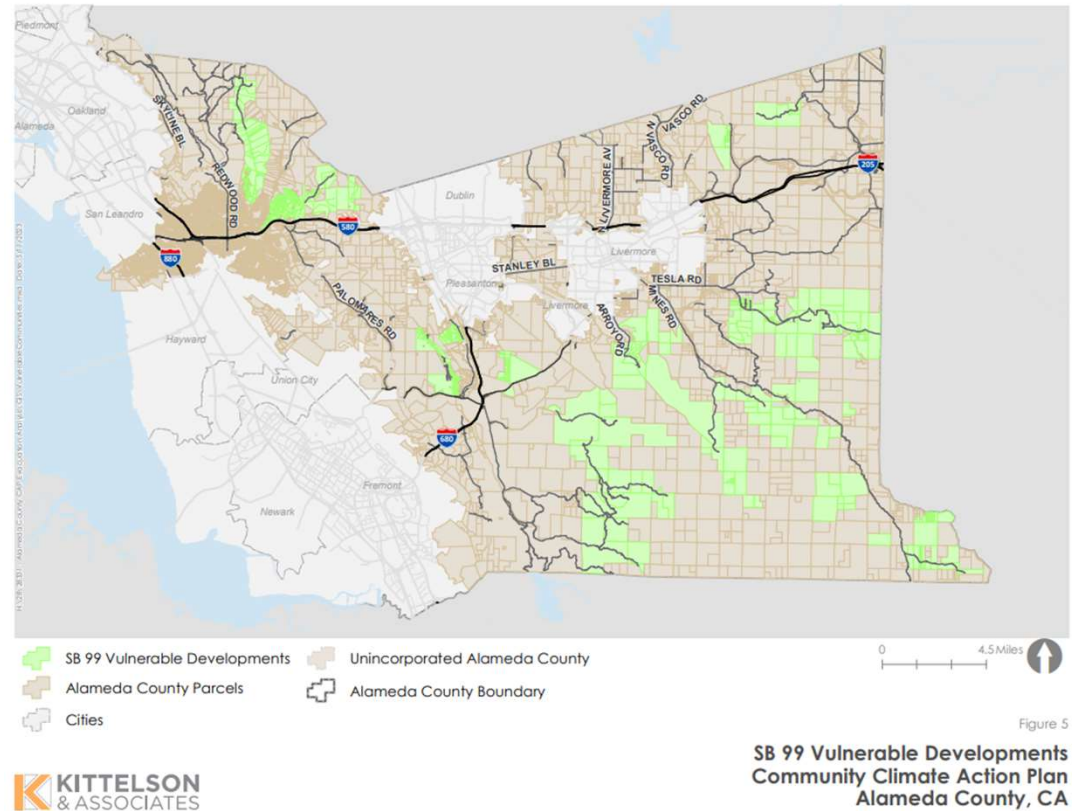 Piedmont
Oakland
Alameda
SKYLINE BL
REDWOOD RD
San Leandro
880
580
Dublin
N LIVERMORE AV
N VASCO RD
VASCO RD
205
Livermore
STANLEY BL
Pleasanton
Livermore
TESLA RD
MINES RD
ARROYO RD
PALOMARES RD
Hayward
Union City
680
Fremont
Newark
SB 99 Vulnerable Developments
Unincorporated Alameda County
Alameda County Parcels
Alameda County Boundary
Cities
0 4.5 Miles
Figure 5
SB 99 Vulnerable Developments
Community Climate Action Plan
Alameda County, CA
KITTELSON
& ASSOCIATES